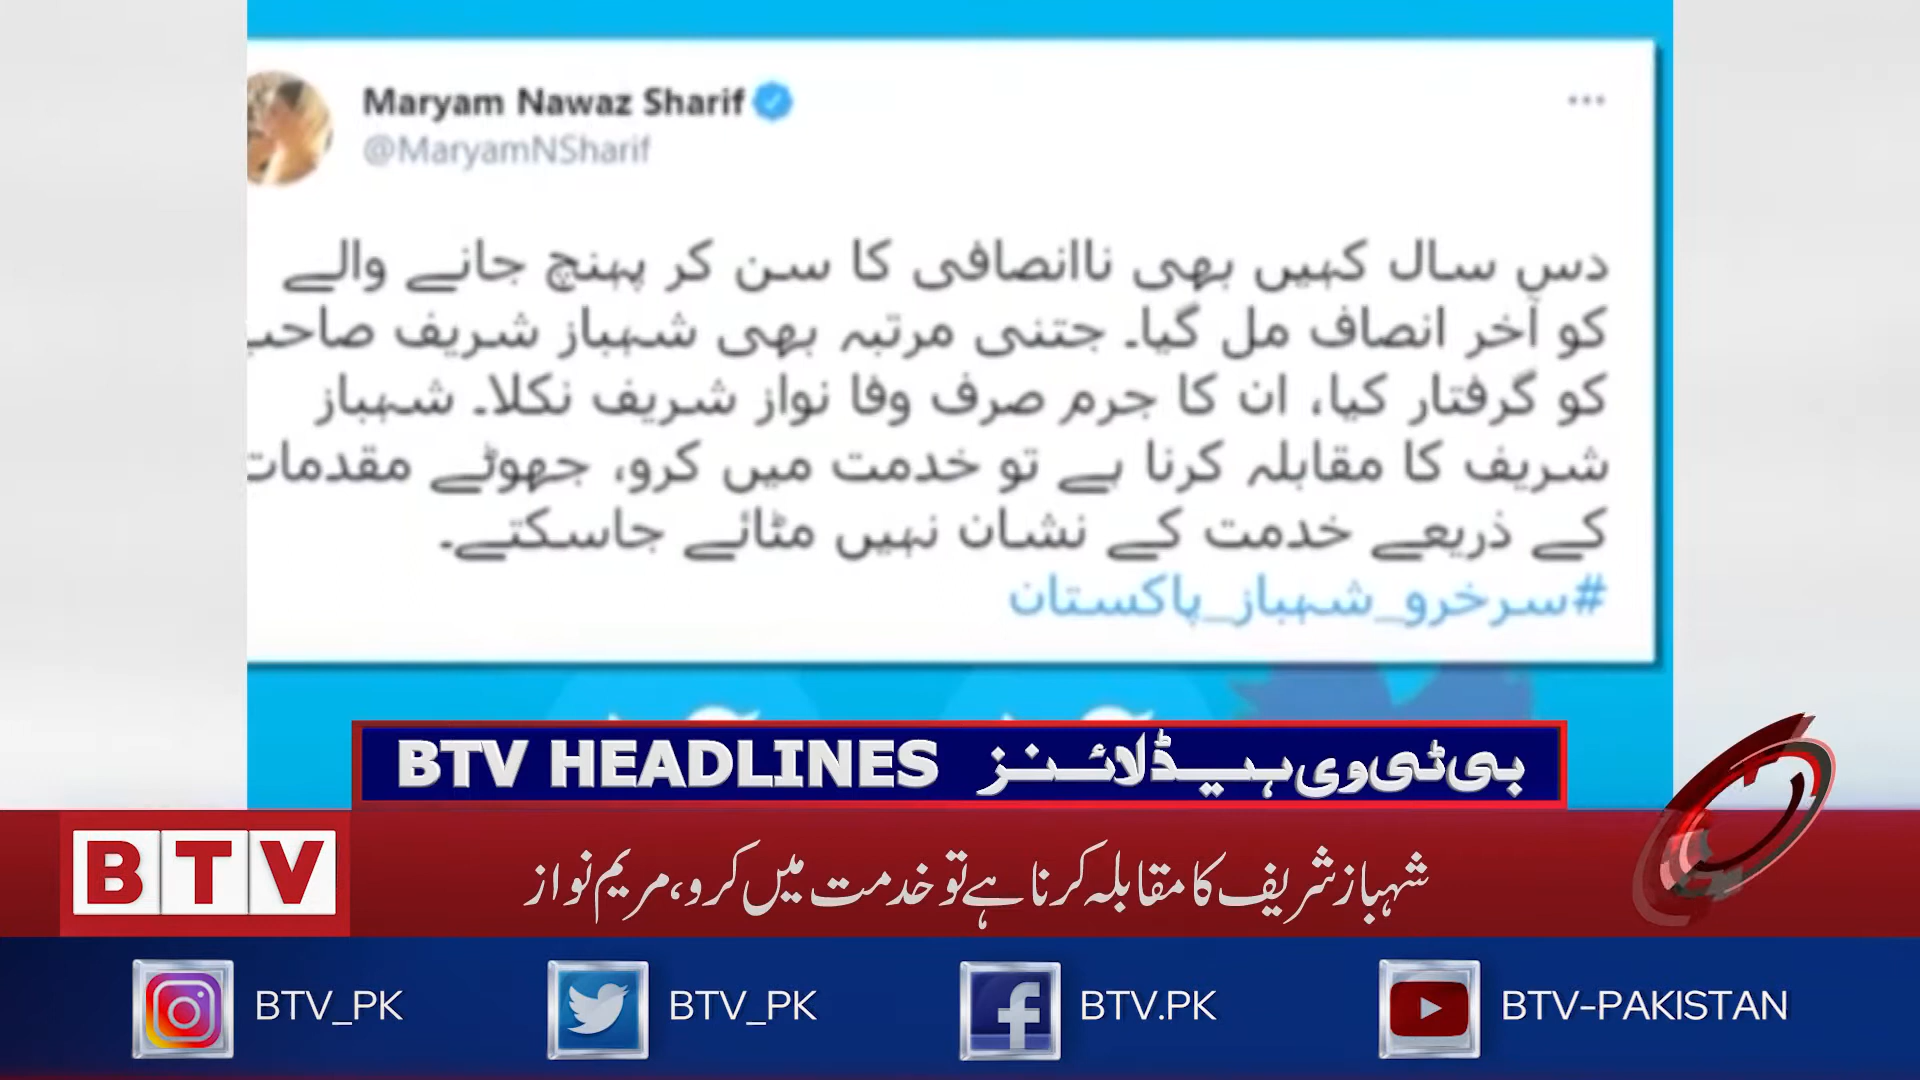 Maryam Nawaz Sharif
@MaryamNSharif
دس سال کہیں بھی ناانصافی کا سن کر پہنچ جانے والے
کو آخر انصاف مل گیا۔ جتنی مرتبہ بھی شہباز شریف صاحب
کو گرفتار کیا، ان کا جرم صرف وفا نواز شریف نکلا۔ شہباز
شریف کا مقابلہ کرنا ہے تو خدمت میں کرو، جھوٹے مقدمات
کے ذریعے خدمت کے نشان نہیں مٹائے جاسکتے۔
#سرخرو_شہباز_پاکستان
BTV HEADLINES بی ٹی وی ہیڈ لائنز
BTV
شہباز شریف کا مقابلہ کرنا ہے تو خدمت میں کرو، مریم نواز
BTV_PK
BTV_PK
BTV.PK
BTV-PAKISTAN